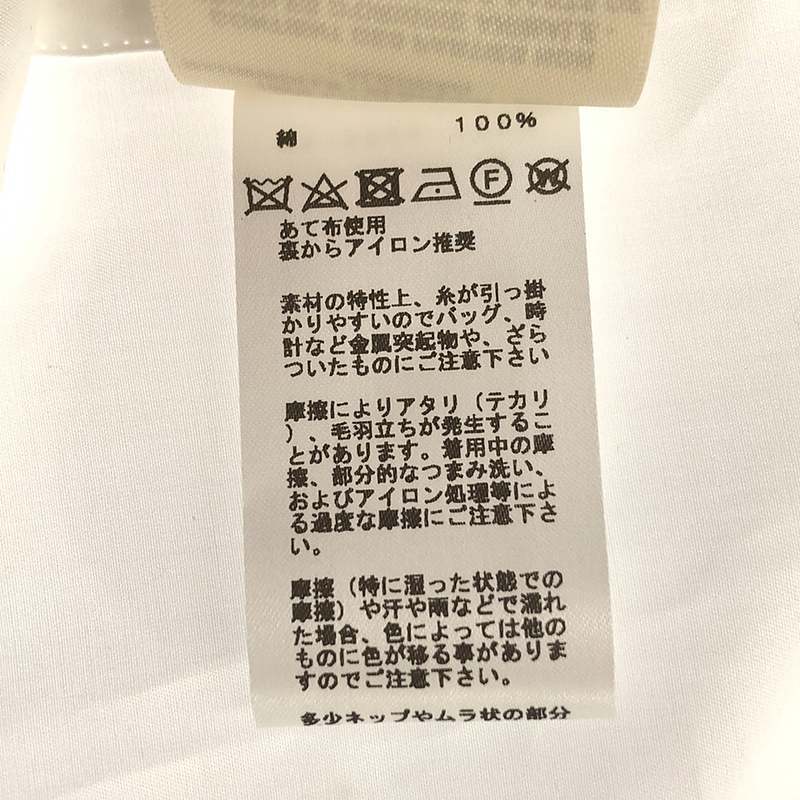 綿 100%
F W
あて布使用
裏からアイロン推奨
素材の特性上、糸が引っ掛
かりやすいのでバッグ、時
計など金属突起物や、ざら
ついたものにご注意下さい
摩擦によりアタリ（テカリ
）、毛羽立ちが発生するこ
とがあります。着用中の摩
擦、部分的なつまみ洗い、
およびアイロン処理等によ
る過度な摩擦にご注意下さ
い。
摩擦（特に湿った状態での
摩擦）や汗や雨などで濡れ
た場合、色によっては他の
ものに色が移る事がありま
すのでご注意下さい。
多少ネップやムラ状の部分